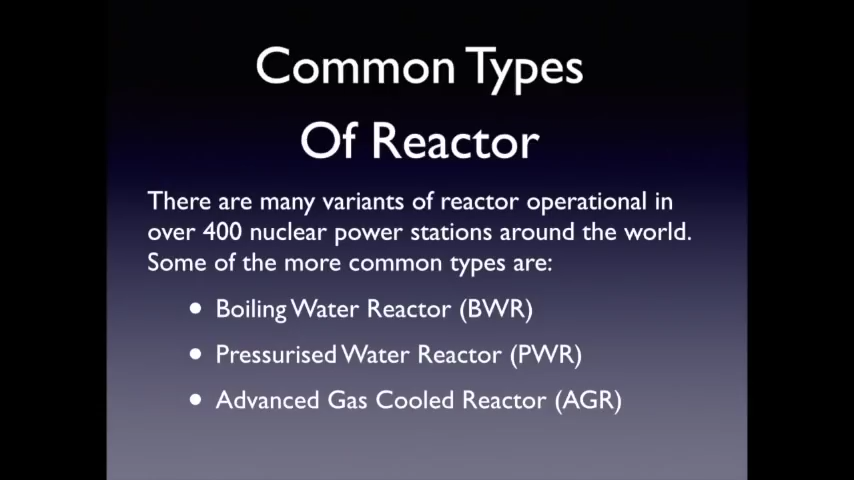 Common Types
Of Reactor
There are many variants of reactor operational in
over 400 nuclear power stations around the world.
Some of the more common types are:
• Boiling Water Reactor (BWR)
• Pressurised Water Reactor (PWR)
• Advanced Gas Cooled Reactor (AGR)